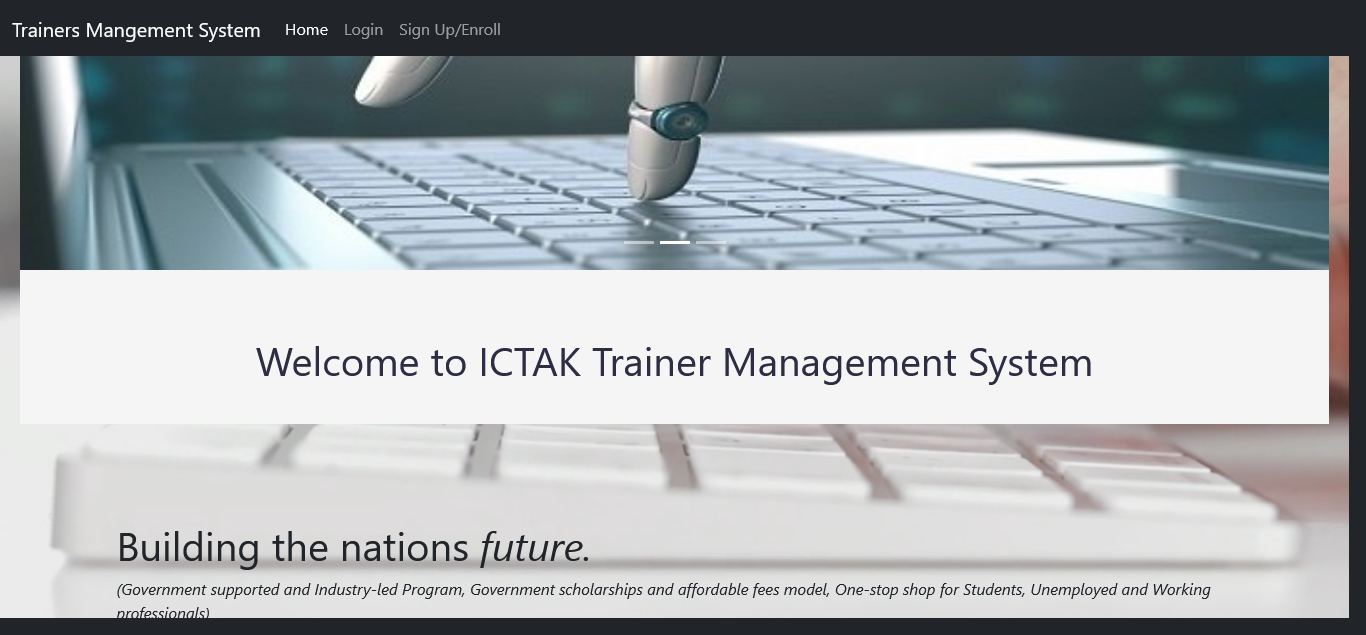 Trainers Mangement System Home Login Sign Up/Enroll
Welcome to ICTAK Trainer Management System
Building the nations future.
(Government supported and Industry-led Program, Government scholarships and affordable fees model, One-stop shop for Students, Unemployed and Working
professionals)